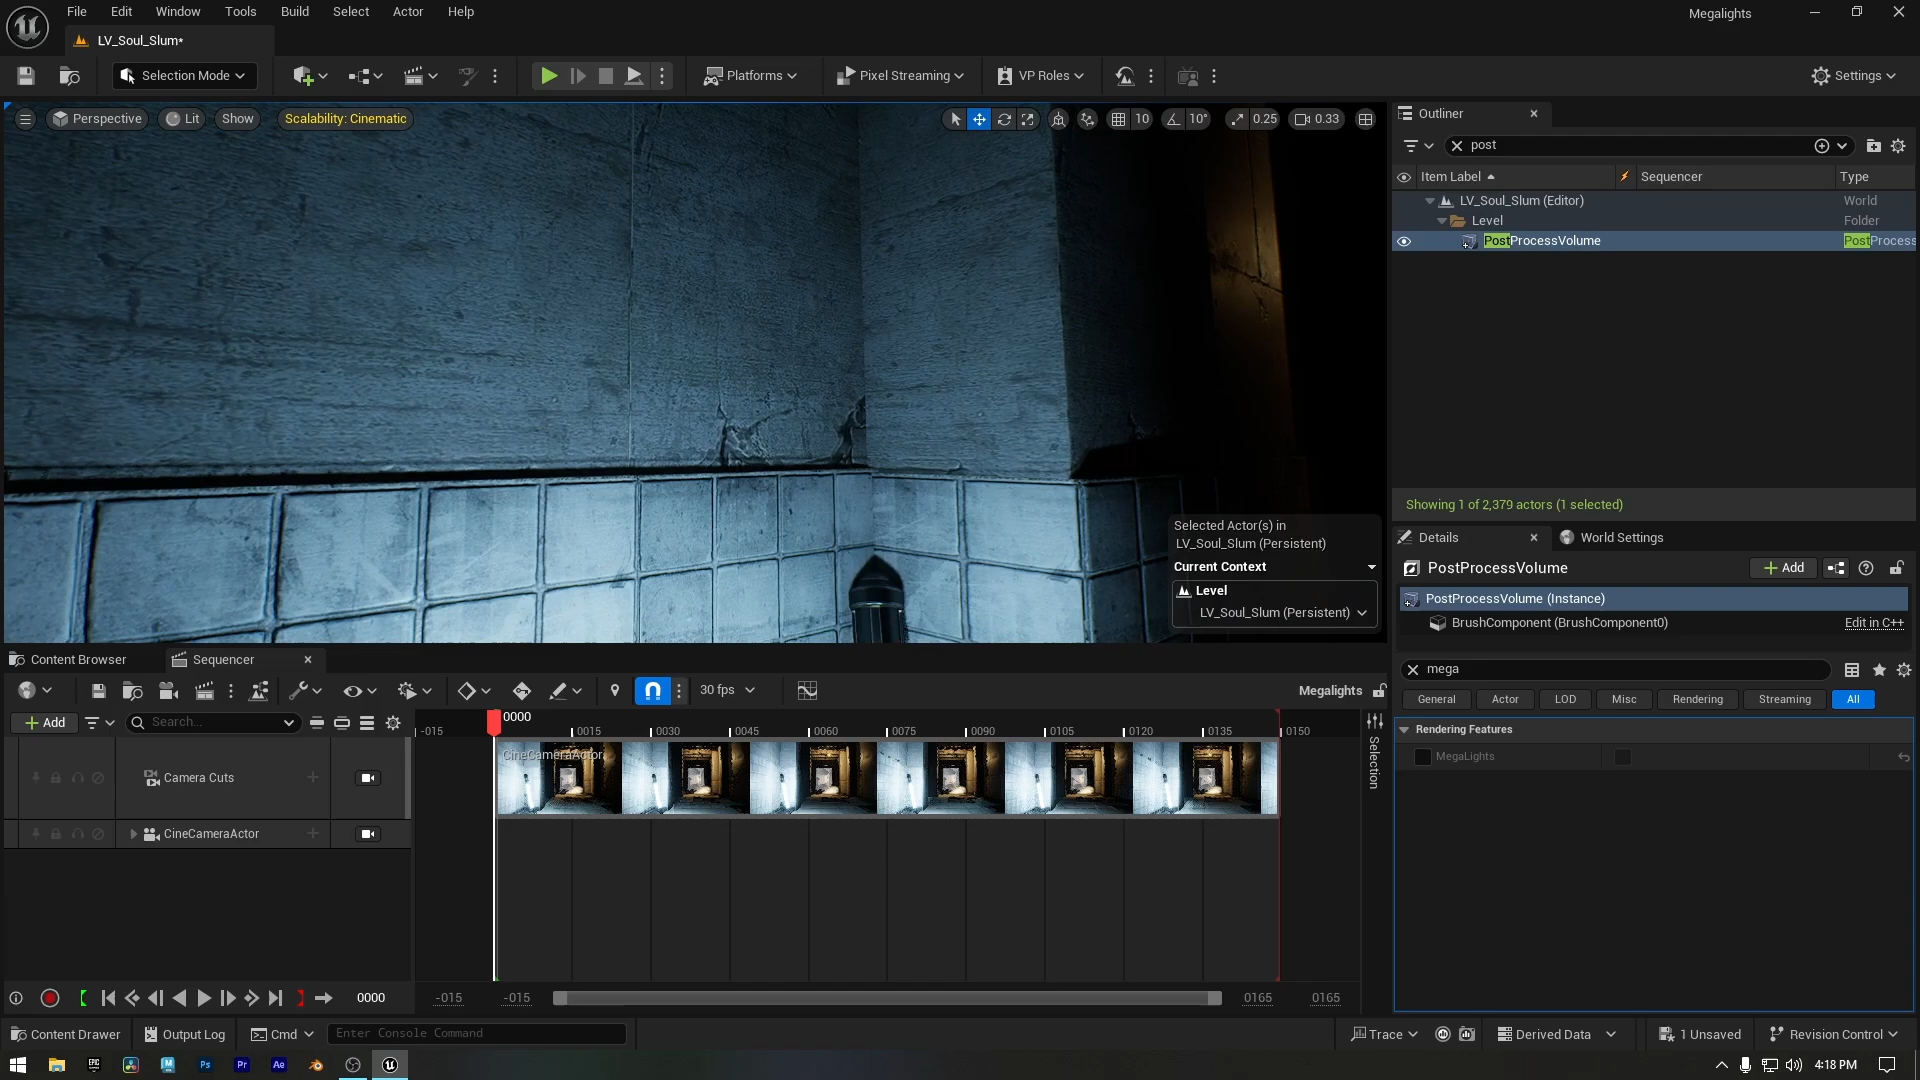 File Edit Window Tools Build Select Actor Help
Megalights
LV_Soul_Slum*
Selection Mode
Platforms
Pixel Streaming
VP Roles
Settings
Perspective
Lit
Show
Scalability: Cinematic
10
10°
0.25
0.33
Outliner
post
Item Label
Sequencer
Type
LV_Soul_Slum (Editor)
World
Level
Folder
PostProcessVolume
PostProcess
Showing 1 of 2,379 actors (1 selected)
Selected Actor(s) in
LV_Soul_Slum (Persistent)
Current Context
Level
LV_Soul_Slum (Persistent)
Details
World Settings
PostProcessVolume
Add
PostProcessVolume (Instance)
BrushComponent (BrushComponent0)
Edit in C++
mega
General
Actor
LOD
Misc
Rendering
Streaming
All
Rendering Features
MegaLights
Content Browser
Sequencer
30 fps
Megalights
Add
Search...
0000
-015
0015
0030
0045
0060
0075
0090
0105
0120
0135
0150
CineCameraActor
Camera Cuts
CineCameraActor
Selection
0000
-015
-015
0165
0165
Content Drawer
Output Log
Cmd
Enter Console Command
Trace
Derived Data
1 Unsaved
Revision Control
EPIC
Ps
Pr
Ae
4:18 PM